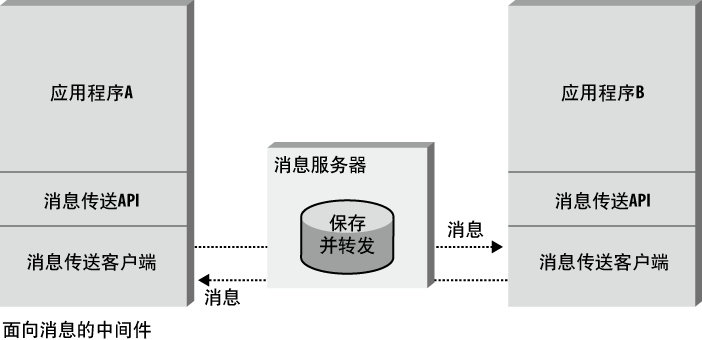 应用程序A
消息传送API
消息传送客户端
消息服务器
保存
并转发
消息
消息
应用程序B
消息传送API
消息传送客户端
面向消息的中间件